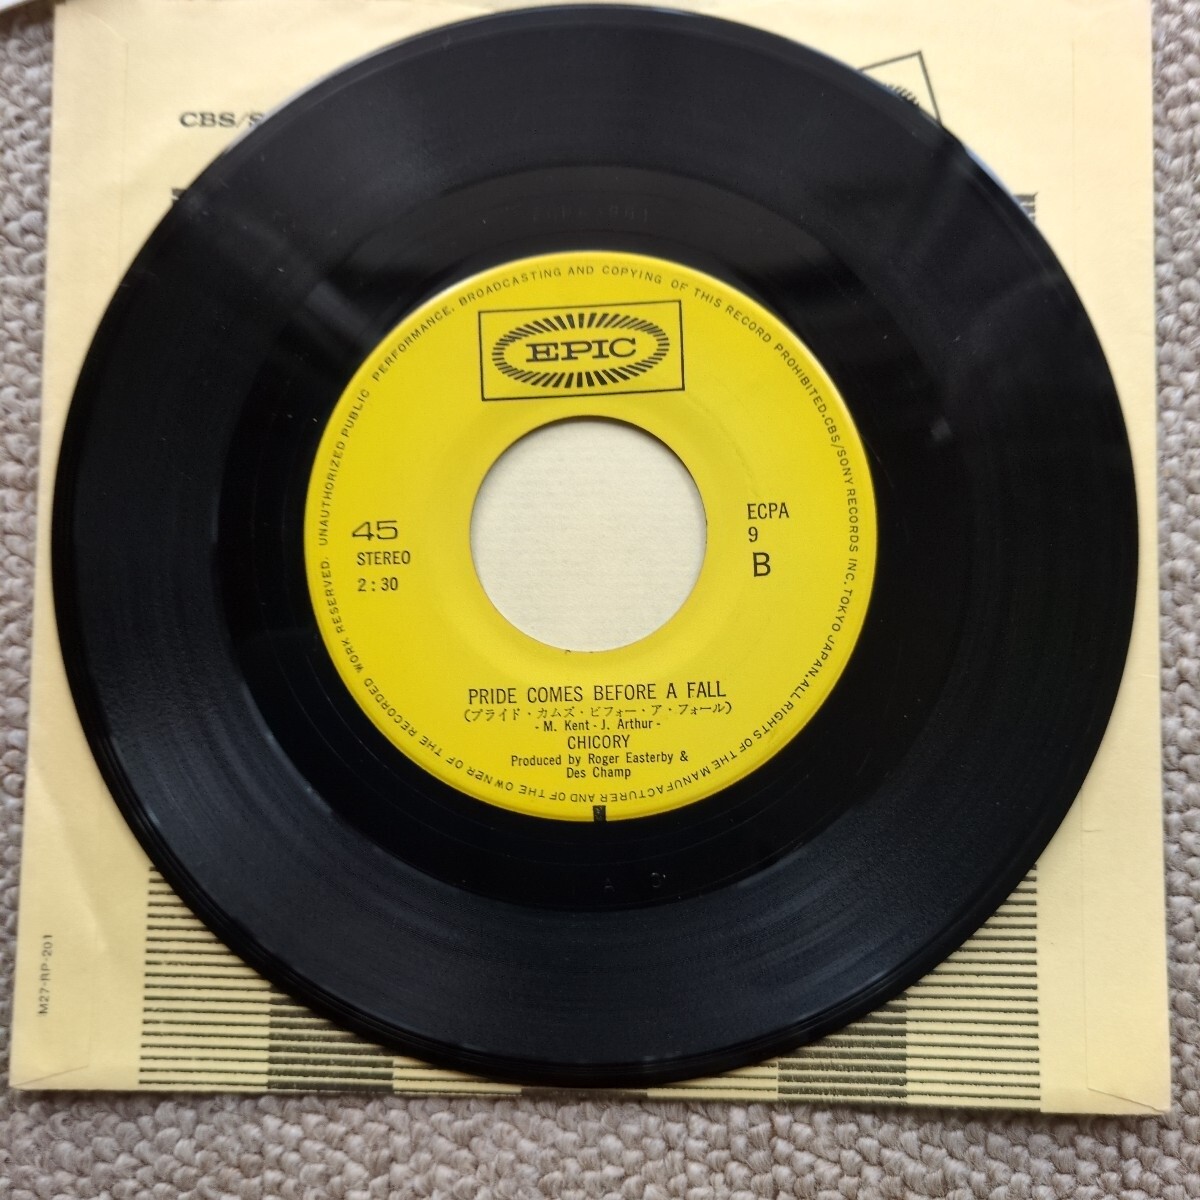 CBS/S
EPIC
UNAUTHORIZED PUBLIC PERFORMANCE, BROADCASTING AND COPYING OF THIS RECORD PROHIBITED. CBS/SONY RECORDS INC. TOKYO JAPAN. ALL RIGHTS OF THE MANUFACTURER AND OF THE OWNER OF THE RECORDED WORK RESERVED.
45
STEREO
2:30
ECPA
9
B
PRIDE COMES BEFORE A FALL
(プライド・カムズ・ビフォー・ア・フォール)
- M. Kent - J. Arthur -
CHICORY
Produced by Roger Easterby &
Des Champ
M27-RP-201